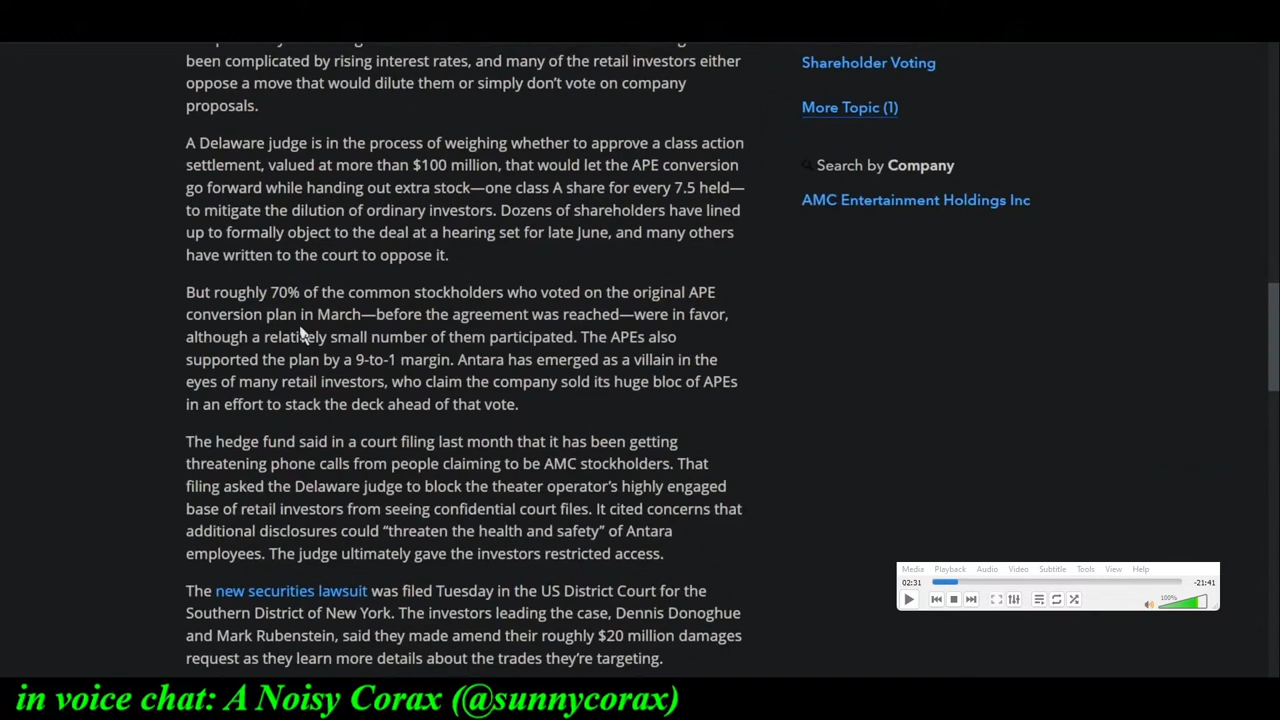 been complicated by rising interest rates, and many of the retail investors either
oppose a move that would dilute them or simply don’t vote on company
proposals.
A Delaware judge is in the process of weighing whether to approve a class action
settlement, valued at more than $100 million, that would let the APE conversion
go forward while handing out extra stock—one class A share for every 7.5 held—
to mitigate the dilution of ordinary investors. Dozens of shareholders have lined
up to formally object to the deal at a hearing set for late June, and many others
have written to the court to oppose it.
But roughly 70% of the common stockholders who voted on the original APE
conversion plan in March—before the agreement was reached—were in favor,
although a relatively small number of them participated. The APEs also
supported the plan by a 9-to-1 margin. Antara has emerged as a villain in the
eyes of many retail investors, who claim the company sold its huge bloc of APEs
in an effort to stack the deck ahead of that vote.
The hedge fund said in a court filing last month that it has been getting
threatening phone calls from people claiming to be AMC stockholders. That
filing asked the Delaware judge to block the theater operator’s highly engaged
base of retail investors from seeing confidential court files. It cited concerns that
additional disclosures could “threaten the health and safety” of Antara
employees. The judge ultimately gave the investors restricted access.
The new securities lawsuit was filed Tuesday in the US District Court for the
Southern District of New York. The investors leading the case, Dennis Donoghue
and Mark Rubenstein, said they made amend their roughly $20 million damages
request as they learn more details about the trades they’re targeting.
Shareholder Voting
More Topic (1)
Search by Company
AMC Entertainment Holdings Inc
Media Playback Audio Video Subtitle Tools View Help
02:31 -21:41
100%
in voice chat: A Noisy Corax (@sunnycorax)